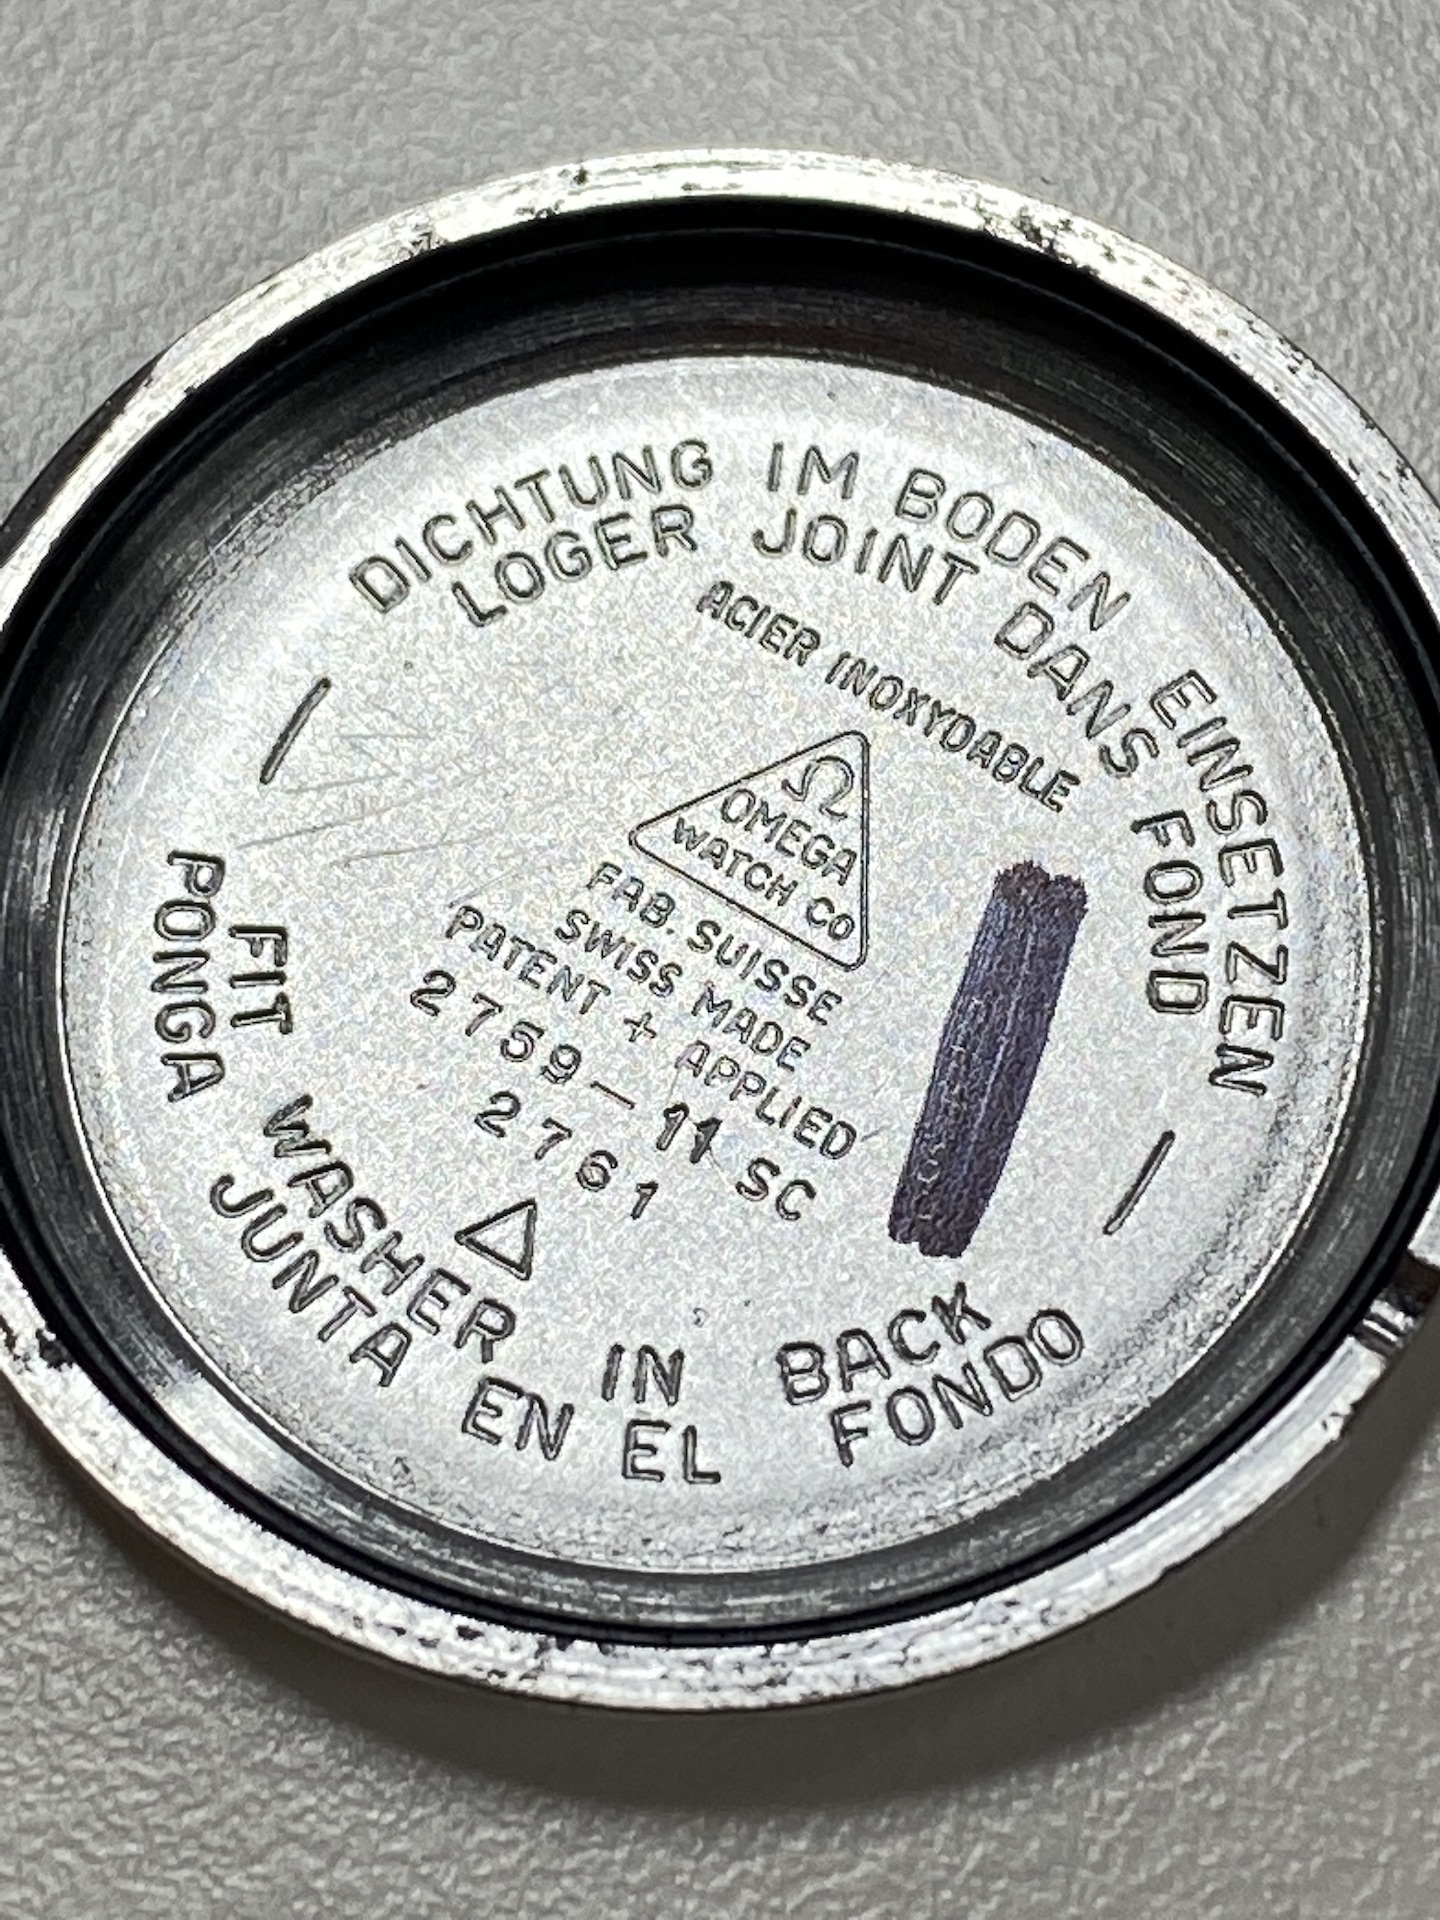 DICHTUNG IM BODEN EINSETZEN
LOGER JOINT DANS FOND
ACIER INOXYDABLE
Ω
OMEGA
WATCH CO
FAB. SUISSE
SWISS MADE
PATENT + APPLIED
2759-11 SC
2761
FIT WASHER IN BACK
PONGA JUNTA EN EL FONDO